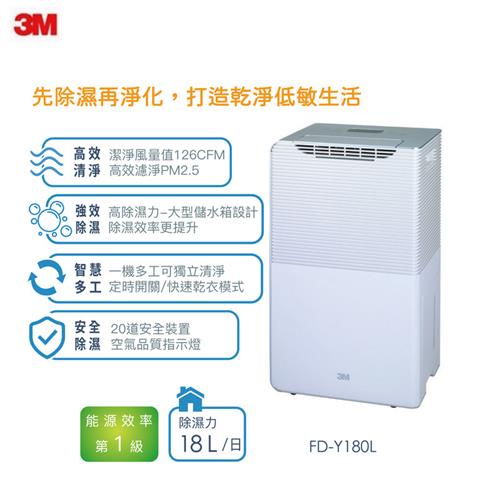 3M
先除濕再淨化，打造乾淨低敏生活
高效
清淨
潔淨風量值126CFM
高效濾淨PM2.5
強效
除濕
高除濕力-大型儲水箱設計
除濕效率更提升
智慧
多工
一機多工可獨立清淨
定時開關/快速乾衣模式
安全
除濕
20道安全裝置
空氣品質指示燈
3M
能源效率
第1級
除濕力
18L/日
FD-Y180L